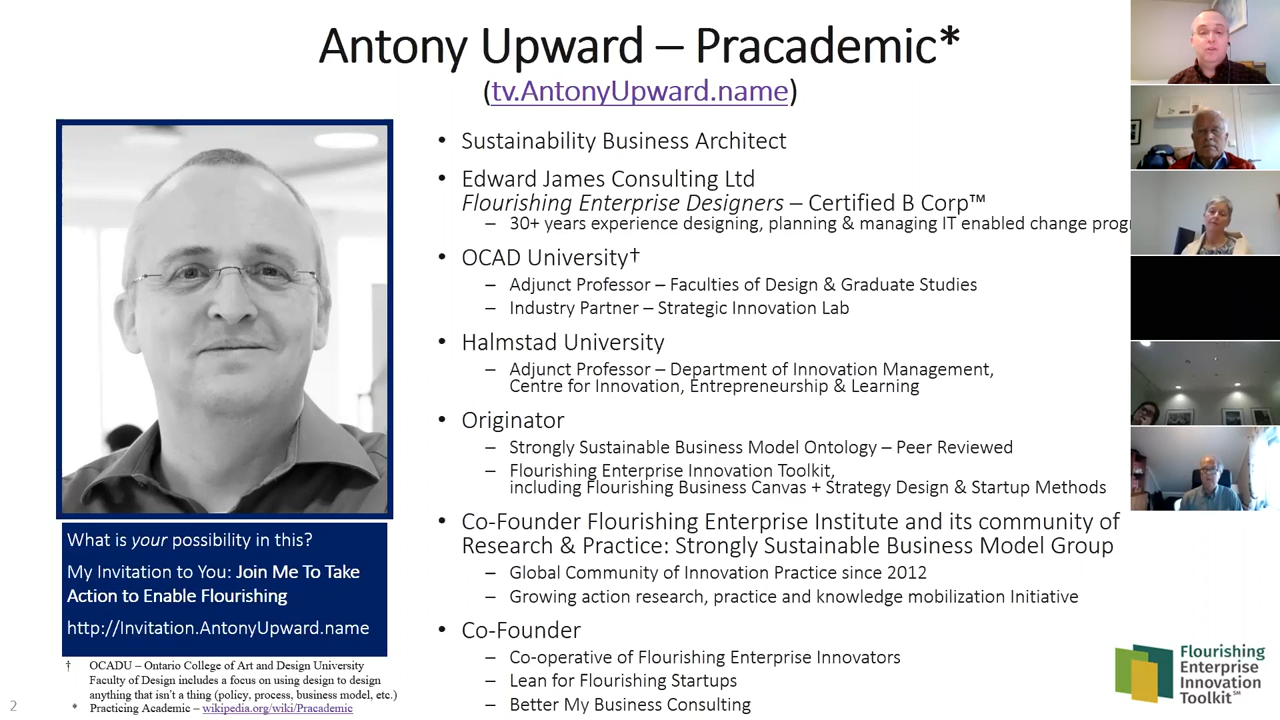 Antony Upward – Pracademic*
(tv.AntonyUpward.name)
• Sustainability Business Architect
• Edward James Consulting Ltd
Flourishing Enterprise Designers – Certified B Corp™
– 30+ years experience designing, planning & managing IT enabled change
• OCAD University†
– Adjunct Professor – Faculties of Design & Graduate Studies
– Industry Partner – Strategic Innovation Lab
• Halmstad University
– Adjunct Professor – Department of Innovation Management,
Centre for Innovation, Entrepreneurship & Learning
• Originator
– Strongly Sustainable Business Model Ontology – Peer Reviewed
– Flourishing Enterprise Innovation Toolkit,
including Flourishing Business Canvas + Strategy Design & Startup Methods
• Co-Founder Flourishing Enterprise Institute and its community of
Research & Practice: Strongly Sustainable Business Model Group
– Global Community of Innovation Practice since 2012
– Growing action research, practice and knowledge mobilization Initiative
• Co-Founder
– Co-operative of Flourishing Enterprise Innovators
– Lean for Flourishing Startups
– Better My Business Consulting
What is your possibility in this?
My Invitation to You: Join Me To Take
Action to Enable Flourishing
http://Invitation.AntonyUpward.name
† OCADU – Ontario College of Art and Design University
Faculty of Design includes a focus on using design to design
anything that isn't a thing (policy, process, business model, etc.)
* Practicing Academic – wikipedia.org/wiki/Pracademic
2
Flourishing
Enterprise
Innovation
Toolkit℠